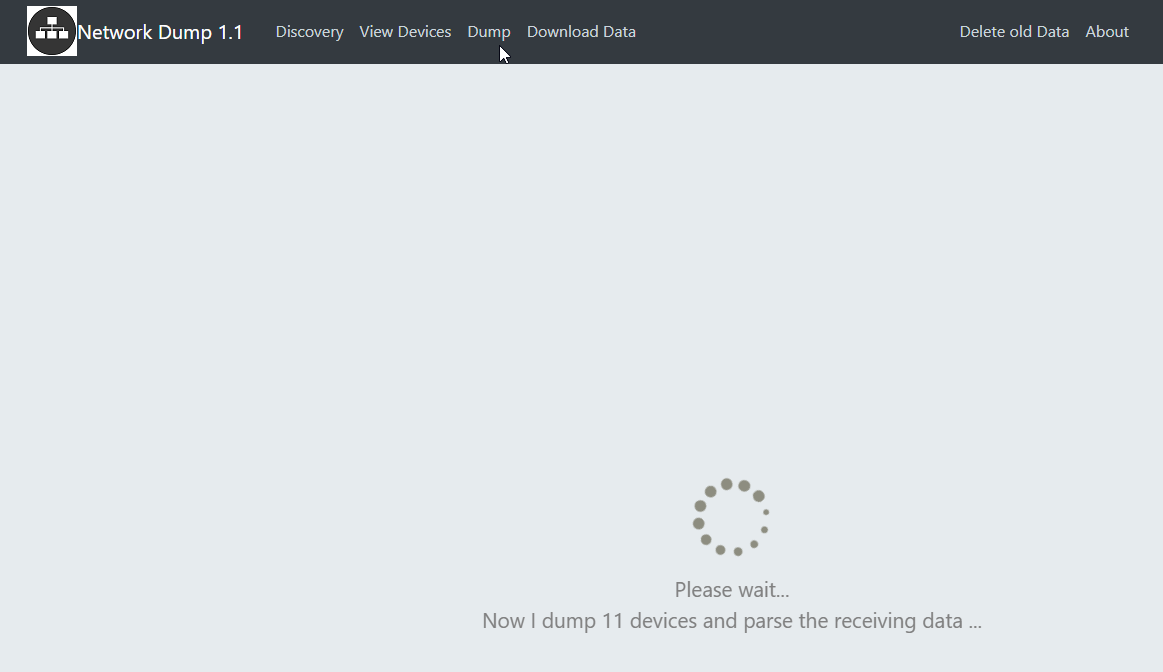 Network Dump 1.1 Discovery View Devices Dump Download Data Delete old Data About
Please wait...
Now I dump 11 devices and parse the receiving data ...